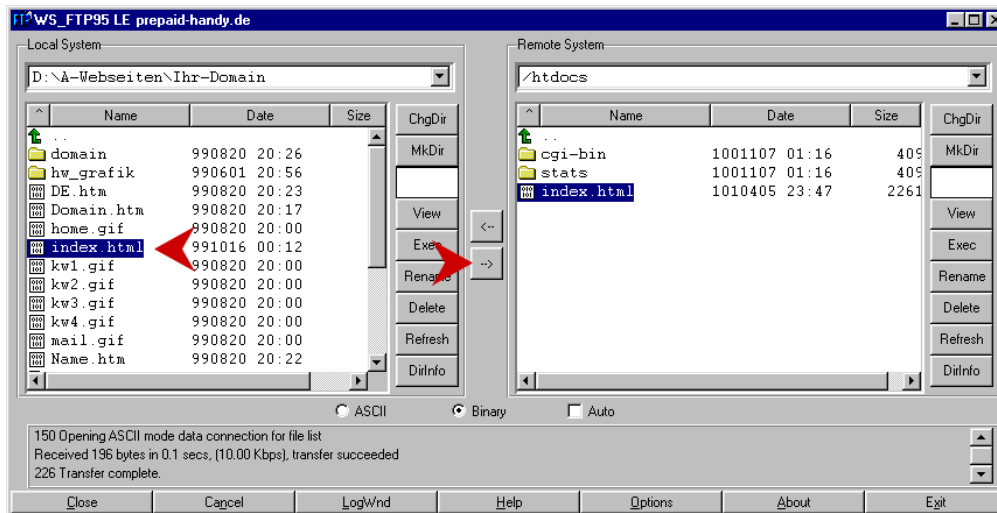 WS_FTP95 LE prepaid-handy.de
Local System
D:\A-Webseiten\Ihr-Domain
^ Name Date Size
..
domain 990820 20:26
hw_grafik 990601 20:56
DE.htm 990820 20:23
Domain.htm 990820 20:17
home.gif 990820 20:00
index.html 991016 00:12
kw1.gif 990820 20:00
kw2.gif 990820 20:00
kw3.gif 990820 20:00
kw4.gif 990820 20:00
mail.gif 990820 20:00
Name.htm 990820 20:22
ChgDir
MkDir
View
Exec
Rename
Delete
Refresh
DirInfo
<--
-->
Remote System
/htdocs
^ Name Date Size
..
cgi-bin 1001107 01:16 409
stats 1001107 01:16 409
index.html 1010405 23:47 2261
ChgDir
MkDir
View
Exec
Rename
Delete
Refresh
DirInfo
ASCII Binary Auto
150 Opening ASCII mode data connection for file list
Received 196 bytes in 0.1 secs, (10.00 Kbps), transfer succeeded
226 Transfer complete.
Close Cancel LogWnd Help Options About Exit